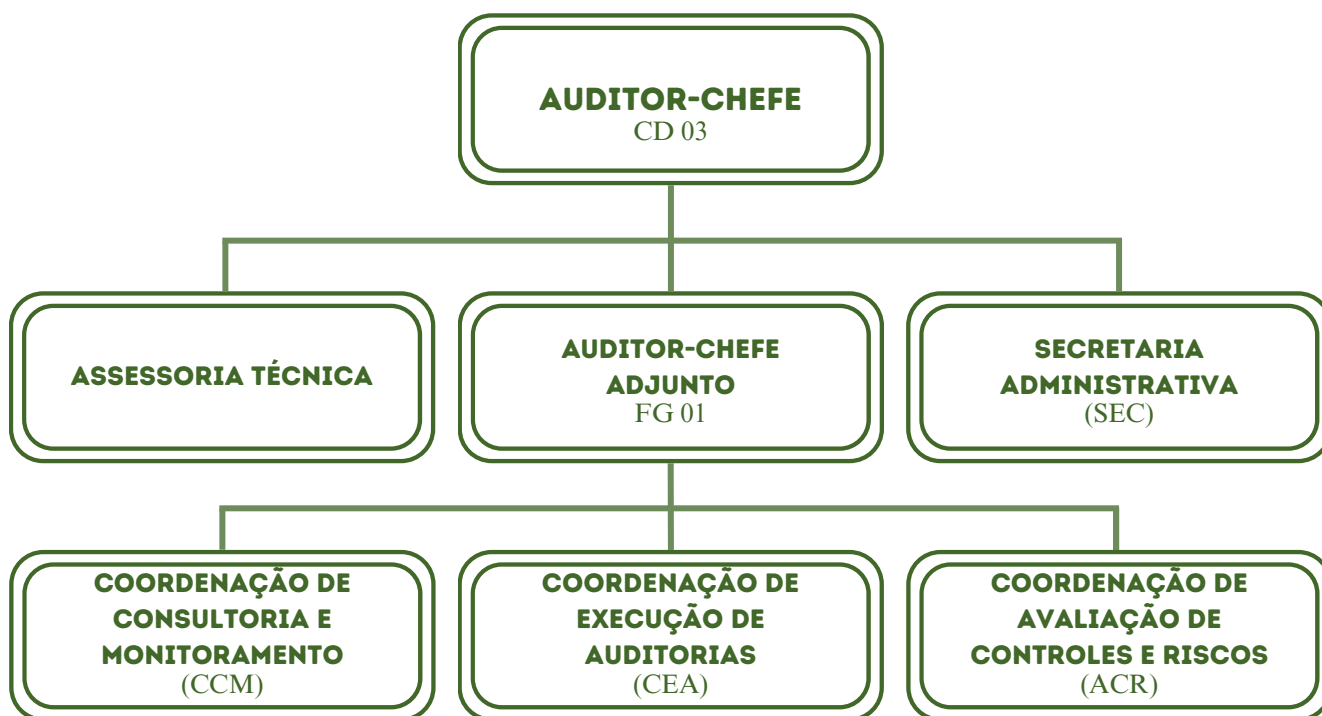 AUDITOR-CHEFE
CD 03
ASSESSORIA TÉCNICA
AUDITOR-CHEFE
ADJUNTO
FG 01
SECRETARIA
ADMINISTRATIVA
(SEC)
COORDENAÇÃO DE
CONSULTORIA E
MONITORAMENTO
(CCM)
COORDENAÇÃO DE
EXECUÇÃO DE
AUDITORIAS
(CEA)
COORDENAÇÃO DE
AVALIAÇÃO DE
CONTROLES E RISCOS
(ACR)